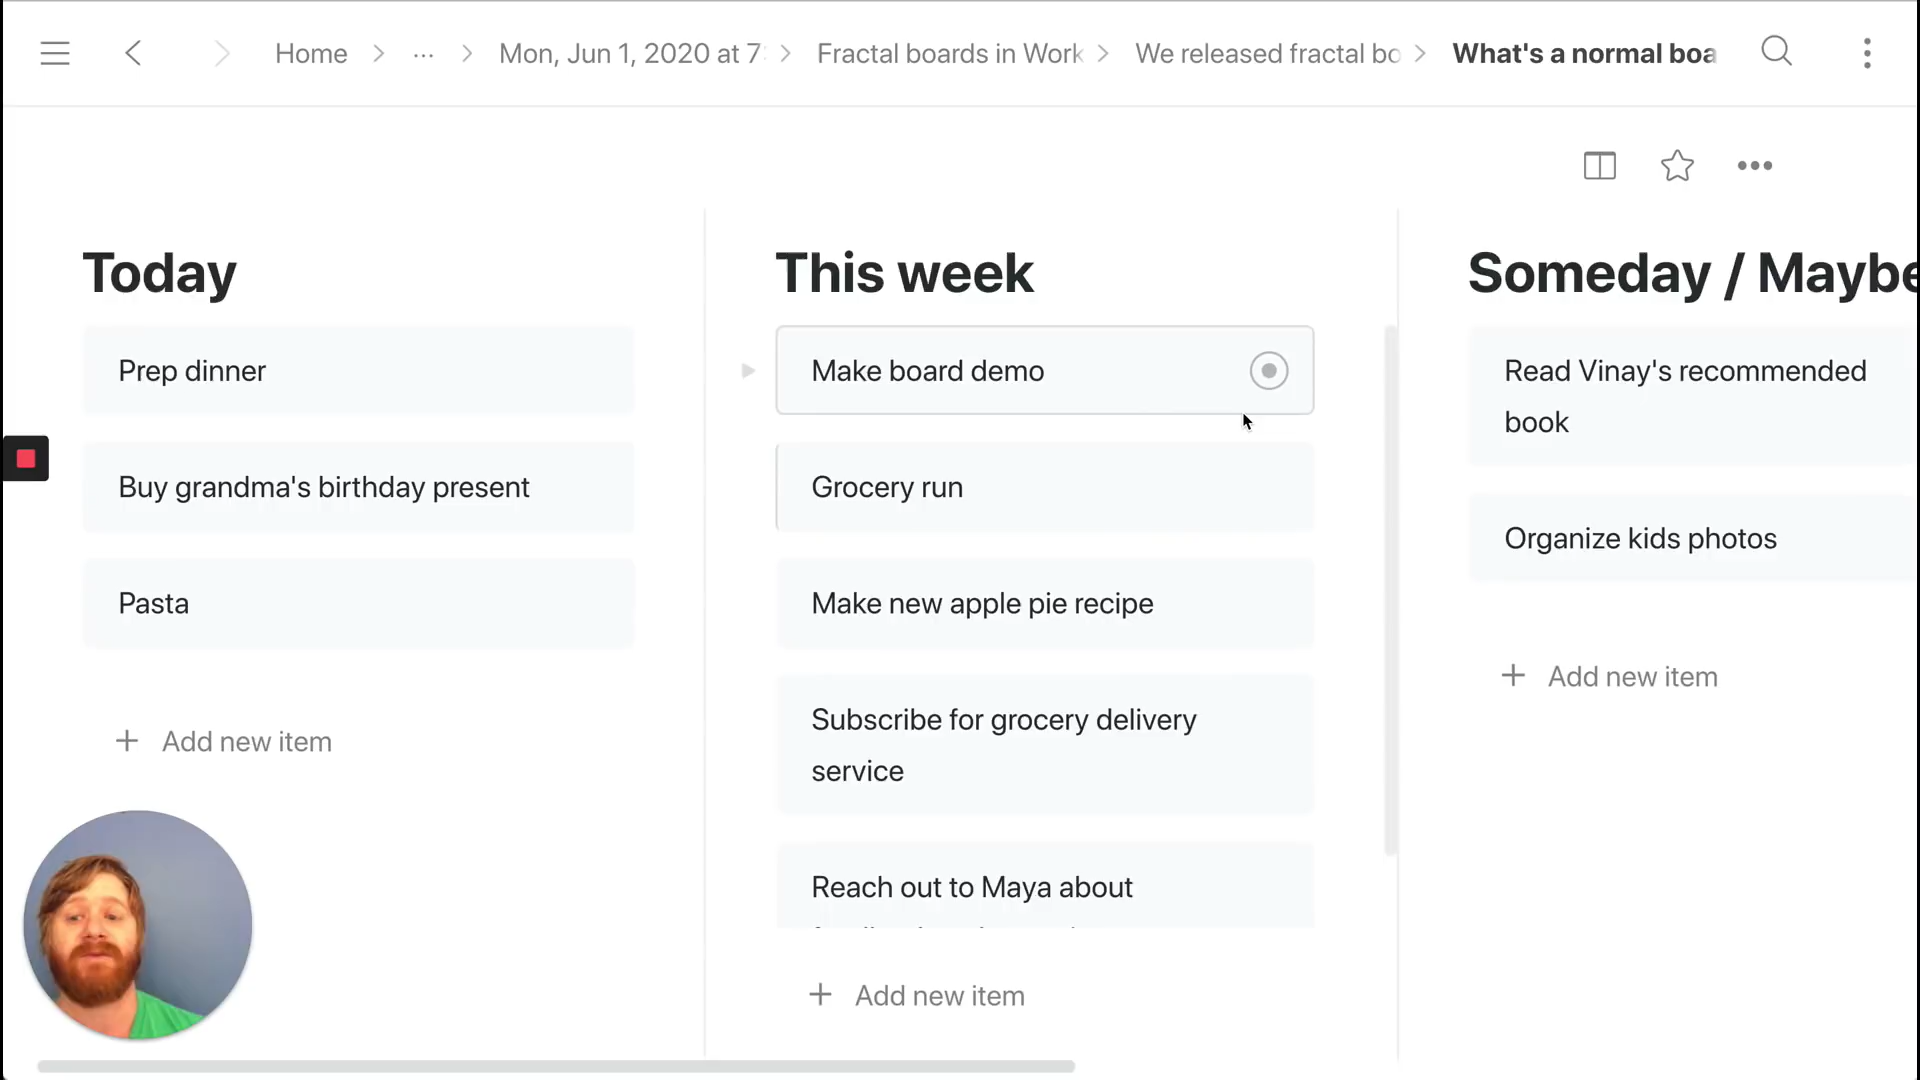 Home > ... > Mon, Jun 1, 2020 at 7 > Fractal boards in Work > We released fractal bo > What's a normal boa
Today
Prep dinner
Buy grandma's birthday present
Pasta
+ Add new item
This week
Make board demo
Grocery run
Make new apple pie recipe
Subscribe for grocery delivery
service
Reach out to Maya about
+ Add new item
Someday / Maybe
Read Vinay's recommended
book
Organize kids photos
+ Add new item